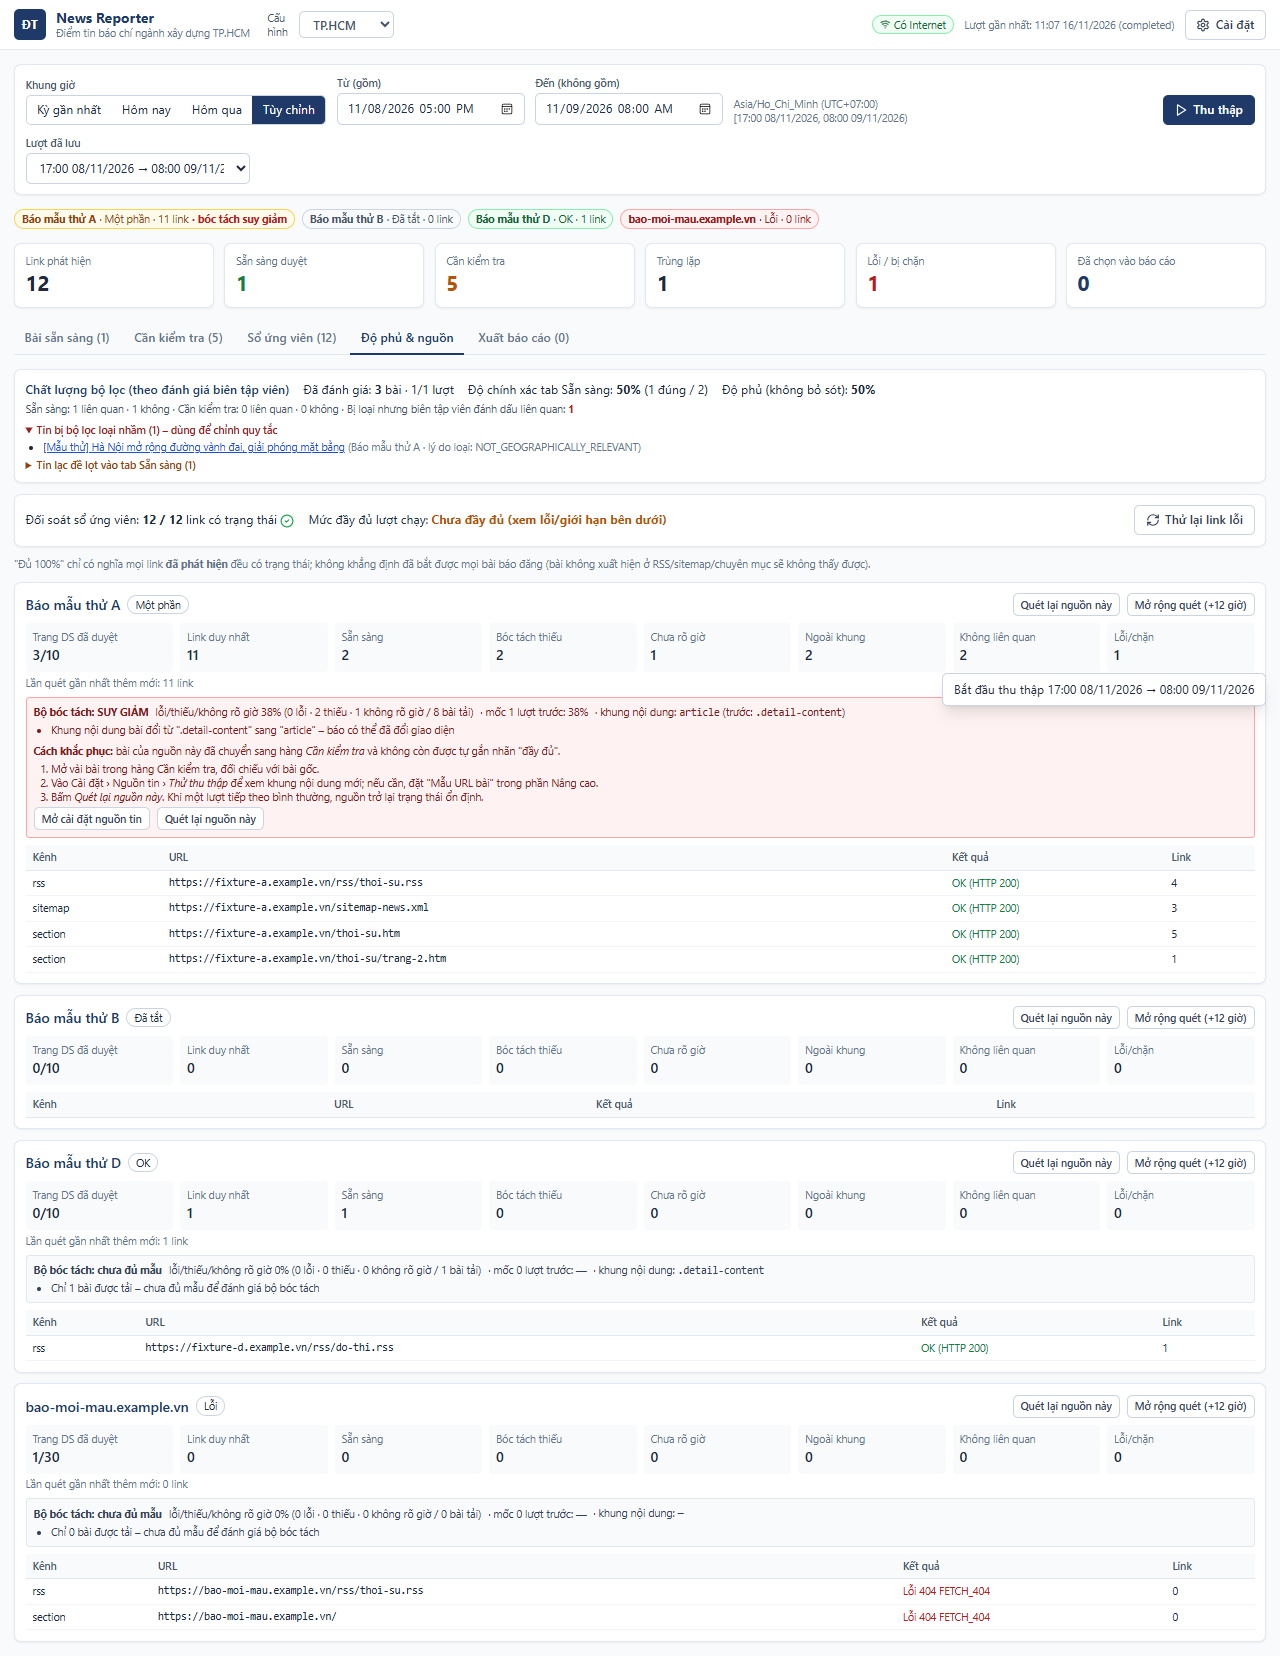 ĐT
News Reporter
Điểm tin báo chí ngành xây dựng TP.HCM
Cấu hình
TP.HCM
Có Internet
Lượt gần nhất: 11:07 16/11/2026 (completed)
Cài đặt
Khung giờ
Kỳ gần nhất
Hôm nay
Hôm qua
Tùy chỉnh
Từ (gồm)
11/08/2026 05:00 PM
Đến (không gồm)
11/09/2026 08:00 AM
Asia/Ho_Chi_Minh (UTC+07:00)
[17:00 08/11/2026, 08:00 09/11/2026)
Thu thập
Lượt đã lưu
17:00 08/11/2026 → 08:00 09/11/2
Báo mẫu thử A · Một phần · 11 link · bóc tách suy giảm
Báo mẫu thử B · Đã tắt · 0 link
Báo mẫu thử D · OK · 1 link
bao-moi-mau.example.vn · Lỗi · 0 link
Link phát hiện
12
Sẵn sàng duyệt
1
Cần kiểm tra
5
Trùng lặp
1
Lỗi / bị chặn
1
Đã chọn vào báo cáo
0
Bài sẵn sàng (1)
Cần kiểm tra (5)
Sổ ứng viên (12)
Độ phủ & nguồn
Xuất báo cáo (0)
Chất lượng bộ lọc (theo đánh giá biên tập viên) Đã đánh giá: 3 bài · 1/1 lượt Độ chính xác tab Sẵn sàng: 50% (1 đúng / 2) Độ phủ (không bỏ sót): 50%
Sẵn sàng: 1 liên quan · 1 không · Cần kiểm tra: 0 liên quan · 0 không · Bị loại nhưng biên tập viên đánh dấu liên quan: 1
▼ Tin bị bộ lọc loại nhầm (1) – dùng để chỉnh quy tắc
• [Mẫu thử] Hà Nội mở rộng đường vành đai, giải phóng mặt bằng (Báo mẫu thử A · lý do loại: NOT_GEOGRAPHICALLY_RELEVANT)
▶ Tin lạc đề lọt vào tab Sẵn sàng (1)
Đối soát sổ ứng viên: 12 / 12 link có trạng thái
Mức đầy đủ lượt chạy: Chưa đầy đủ (xem lỗi/giới hạn bên dưới)
Thử lại link lỗi
"Đủ 100%" chỉ có nghĩa mọi link đã phát hiện đều có trạng thái; không khẳng định đã bắt được mọi bài báo đăng (bài không xuất hiện ở RSS/sitemap/chuyên mục sẽ không thấy được).
Báo mẫu thử A
Một phần
Quét lại nguồn này
Mở rộng quét (+12 giờ)
Trang DS đã duyệt
3/10
Link duy nhất
11
Sẵn sàng
2
Bóc tách thiếu
2
Chưa rõ giờ
1
Ngoài khung
2
Không liên quan
2
Lỗi/chặn
1
Lần quét gần nhất thêm mới: 11 link
Bắt đầu thu thập 17:00 08/11/2026 → 08:00 09/11/2026
Bộ bóc tách: SUY GIẢM lỗi/thiếu/không rõ giờ 38% (0 lỗi · 2 thiếu · 1 không rõ giờ / 8 bài tải) · mốc 1 lượt trước: 38% · khung nội dung: article (trước: .detail-content)
• Khung nội dung bài đổi từ ".detail-content" sang "article" – báo có thể đã đổi giao diện
Cách khắc phục: bài của nguồn này đã chuyển sang hàng Cần kiểm tra và không còn được tự gắn nhãn "đầy đủ".
1. Mở vài bài trong hàng Cần kiểm tra, đối chiếu với bài gốc.
2. Vào Cài đặt › Nguồn tin › Thử thu thập để xem khung nội dung mới; nếu cần, đặt "Mẫu URL bài" trong phần Nâng cao.
3. Bấm Quét lại nguồn này. Khi một lượt tiếp theo bình thường, nguồn trở lại trạng thái ổn định.
Mở cài đặt nguồn tin
Quét lại nguồn này
Kênh URL Kết quả Link
rss https://fixture-a.example.vn/rss/thoi-su.rss OK (HTTP 200) 4
sitemap https://fixture-a.example.vn/sitemap-news.xml OK (HTTP 200) 3
section https://fixture-a.example.vn/thoi-su.htm OK (HTTP 200) 5
section https://fixture-a.example.vn/thoi-su/trang-2.htm OK (HTTP 200) 1
Báo mẫu thử B
Đã tắt
Quét lại nguồn này
Mở rộng quét (+12 giờ)
Trang DS đã duyệt
0/10
Link duy nhất
0
Sẵn sàng
0
Bóc tách thiếu
0
Chưa rõ giờ
0
Ngoài khung
0
Không liên quan
0
Lỗi/chặn
0
Kênh URL Kết quả Link
Báo mẫu thử D
OK
Quét lại nguồn này
Mở rộng quét (+12 giờ)
Trang DS đã duyệt
0/10
Link duy nhất
1
Sẵn sàng
1
Bóc tách thiếu
0
Chưa rõ giờ
0
Ngoài khung
0
Không liên quan
0
Lỗi/chặn
0
Lần quét gần nhất thêm mới: 1 link
Bộ bóc tách: chưa đủ mẫu lỗi/thiếu/không rõ giờ 0% (0 lỗi · 0 thiếu · 0 không rõ giờ / 1 bài tải) · mốc 0 lượt trước: — · khung nội dung: .detail-content
• Chỉ 1 bài được tải – chưa đủ mẫu để đánh giá bộ bóc tách
Kênh URL Kết quả Link
rss https://fixture-d.example.vn/rss/do-thi.rss OK (HTTP 200) 1
bao-moi-mau.example.vn
Lỗi
Quét lại nguồn này
Mở rộng quét (+12 giờ)
Trang DS đã duyệt
1/30
Link duy nhất
0
Sẵn sàng
0
Bóc tách thiếu
0
Chưa rõ giờ
0
Ngoài khung
0
Không liên quan
0
Lỗi/chặn
0
Lần quét gần nhất thêm mới: 0 link
Bộ bóc tách: chưa đủ mẫu lỗi/thiếu/không rõ giờ 0% (0 lỗi · 0 thiếu · 0 không rõ giờ / 0 bài tải) · mốc 0 lượt trước: — · khung nội dung: —
• Chỉ 0 bài được tải – chưa đủ mẫu để đánh giá bộ bóc tách
Kênh URL Kết quả Link
rss https://bao-moi-mau.example.vn/rss/thoi-su.rss Lỗi 404 FETCH_404 0
section https://bao-moi-mau.example.vn/ Lỗi 404 FETCH_404 0